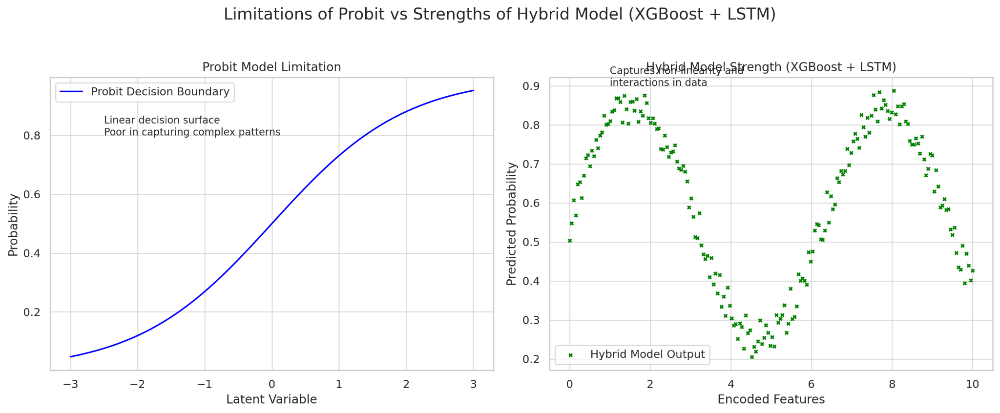 Limitations of Probit vs Strengths of Hybrid Model (XGBoost + LSTM)
Probit Model Limitation
Probit Decision Boundary
Linear decision surface
Poor in capturing complex patterns
0.8
0.6
0.4
0.2
Probability
−3 −2 −1 0 1 2 3
Latent Variable
Hybrid Model Strength (XGBoost + LSTM)
Captures non-linearity and
interactions in data
0.9
0.8
0.7
0.6
0.5
0.4
0.3
0.2
Predicted Probability
Hybrid Model Output
0 2 4 6 8 10
Encoded Features